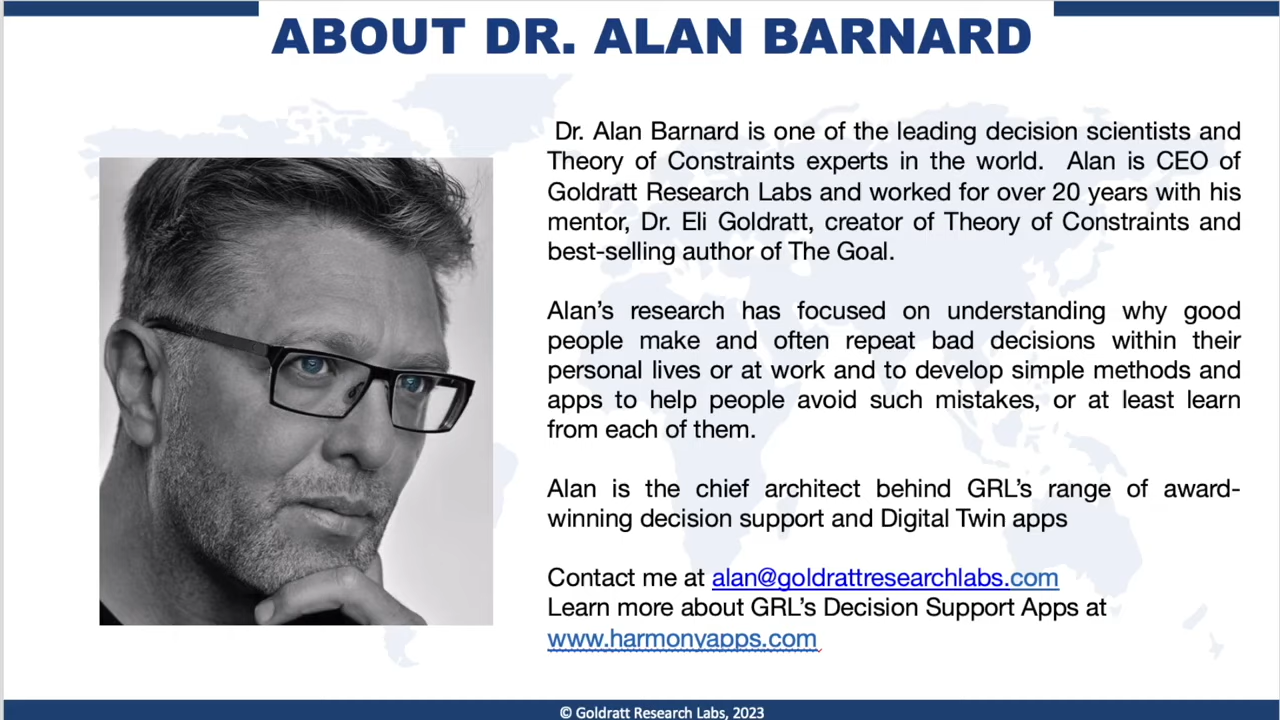 ABOUT DR. ALAN BARNARD
Dr. Alan Barnard is one of the leading decision scientists and
Theory of Constraints experts in the world. Alan is CEO of
Goldratt Research Labs and worked for over 20 years with his
mentor, Dr. Eli Goldratt, creator of Theory of Constraints and
best-selling author of The Goal.
Alan’s research has focused on understanding why good
people make and often repeat bad decisions within their
personal lives or at work and to develop simple methods and
apps to help people avoid such mistakes, or at least learn
from each of them.
Alan is the chief architect behind GRL’s range of award-
winning decision support and Digital Twin apps
Contact me at alan@goldrattresearchlabs.com
Learn more about GRL’s Decision Support Apps at
www.harmonyapps.com
© Goldratt Research Labs, 2023